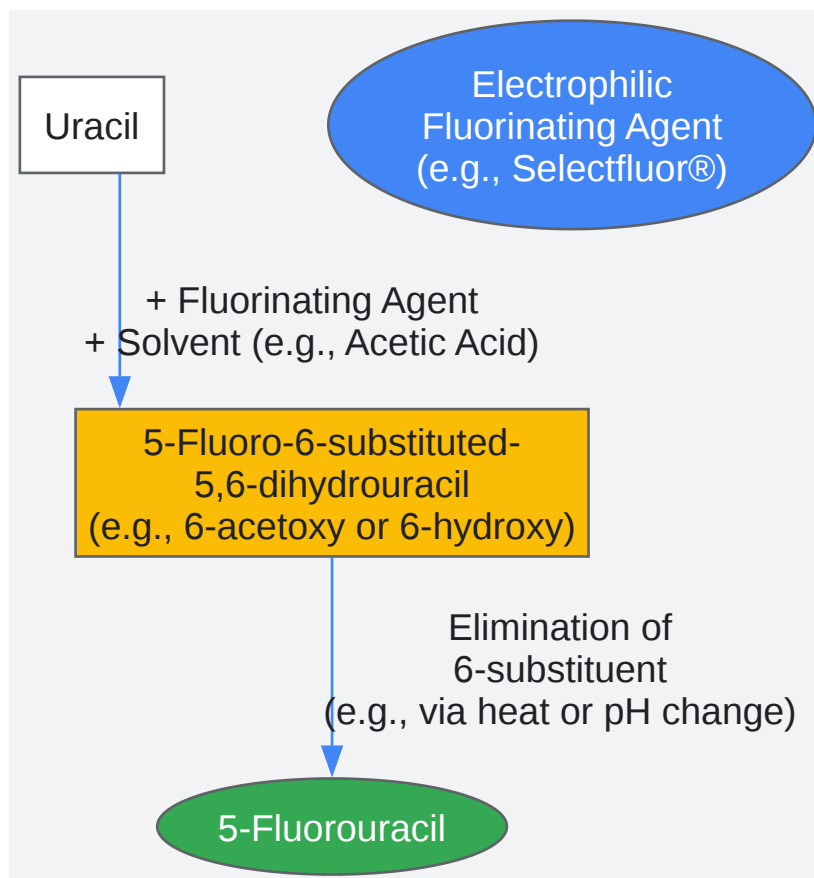 Uracil
Electrophilic
Fluorinating Agent
(e.g., Selectfluor®)
+ Fluorinating Agent
+ Solvent (e.g., Acetic Acid)
5-Fluoro-6-substituted-
5,6-dihydrouracil
(e.g., 6-acetoxy or 6-hydroxy)
Elimination of
6-substituent
(e.g., via heat or pH change)
5-Fluorouracil